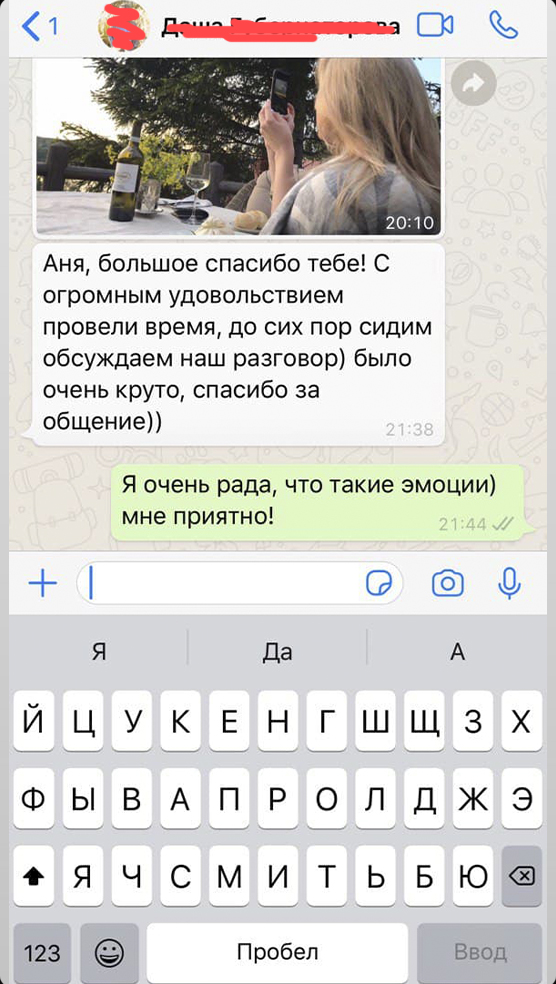 1
20:10
Аня, большое спасибо тебе! С
огромным удовольствием
провели время, до сих пор сидим
обсуждаем наш разговор) было
очень круто, спасибо за
общение))
21:38
Я очень рада, что такие эмоции)
мне приятно!
21:44
Я Да А
Й Ц У К Е Н Г Ш Щ З Х
Ф Ы В А П Р О Л Д Ж Э
Я Ч С М И Т Ь Б Ю
123 Пробел Ввод